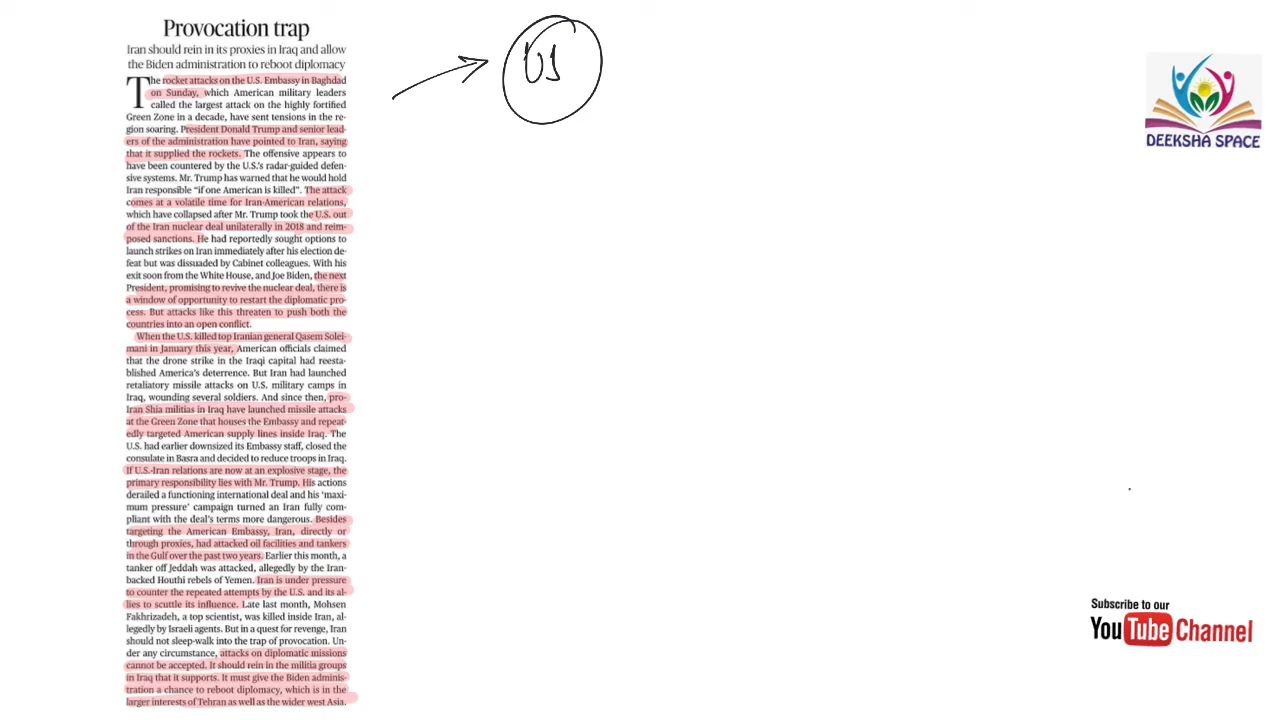 Provocation trap
Iran should rein in its proxies in Iraq and allow
the Biden administration to reboot diplomacy
The rocket attacks on the U.S. Embassy in Baghdad
on Sunday, which American military leaders
called the largest attack on the highly fortified
Green Zone in a decade, have sent tensions in the re-
gion soaring. President Donald Trump and senior lead-
ers of the administration have pointed to Iran, saying
that it supplied the rockets. The offensive appears to
have been countered by the U.S.'s radar-guided defen-
sive systems. Mr. Trump has warned that he would hold
Iran responsible “if one American is killed”. The attack
comes at a volatile time for Iran-American relations,
which have collapsed after Mr. Trump took the U.S. out
of the Iran nuclear deal unilaterally in 2018 and reim-
posed sanctions. He had reportedly sought options to
launch strikes on Iran immediately after his election de-
feat but was dissuaded by Cabinet colleagues. With his
exit soon from the White House, and Joe Biden, the next
President, promising to revive the nuclear deal, there is
a window of opportunity to restart the diplomatic pro-
cess. But attacks like this threaten to push both the
countries into an open conflict.
When the U.S. killed top Iranian general Qasem Solei-
mani in January this year, American officials claimed
that the drone strike in the Iraqi capital had reesta-
blished America's deterrence. But Iran had launched
retaliatory missile attacks on U.S. military camps in
Iraq, wounding several soldiers. And since then, pro-
Iran Shia militias in Iraq have launched missile attacks
at the Green Zone that houses the Embassy and repeat-
edly targeted American supply lines inside Iraq. The
U.S. had earlier downsized its Embassy staff, closed the
consulate in Basra and decided to reduce troops in Iraq.
If U.S.-Iran relations are now at an explosive stage, the
primary responsibility lies with Mr. Trump. His actions
derailed a functioning international deal and his ‘maxi-
mum pressure’ campaign turned an Iran fully com-
pliant with the deal's terms more dangerous. Besides
targeting the American Embassy, Iran, directly or
through proxies, had attacked oil facilities and tankers
in the Gulf over the past two years. Earlier this month, a
tanker off Jeddah was attacked, allegedly by the Iran-
backed Houthi rebels of Yemen. Iran is under pressure
to counter the repeated attempts by the U.S. and its al-
lies to scuttle its influence. Late last month, Mohsen
Fakhrizadeh, a top scientist, was killed inside Iran, al-
legedly by Israeli agents. But in a quest for revenge, Iran
should not sleep-walk into the trap of provocation. Un-
der any circumstance, attacks on diplomatic missions
cannot be accepted. It should rein in the militia groups
in Iraq that it supports. It must give the Biden adminis-
tration a chance to reboot diplomacy, which is in the
larger interests of Tehran as well as the wider west Asia.
US
DEEKSHA SPACE
Subscribe to our
YouTube Channel